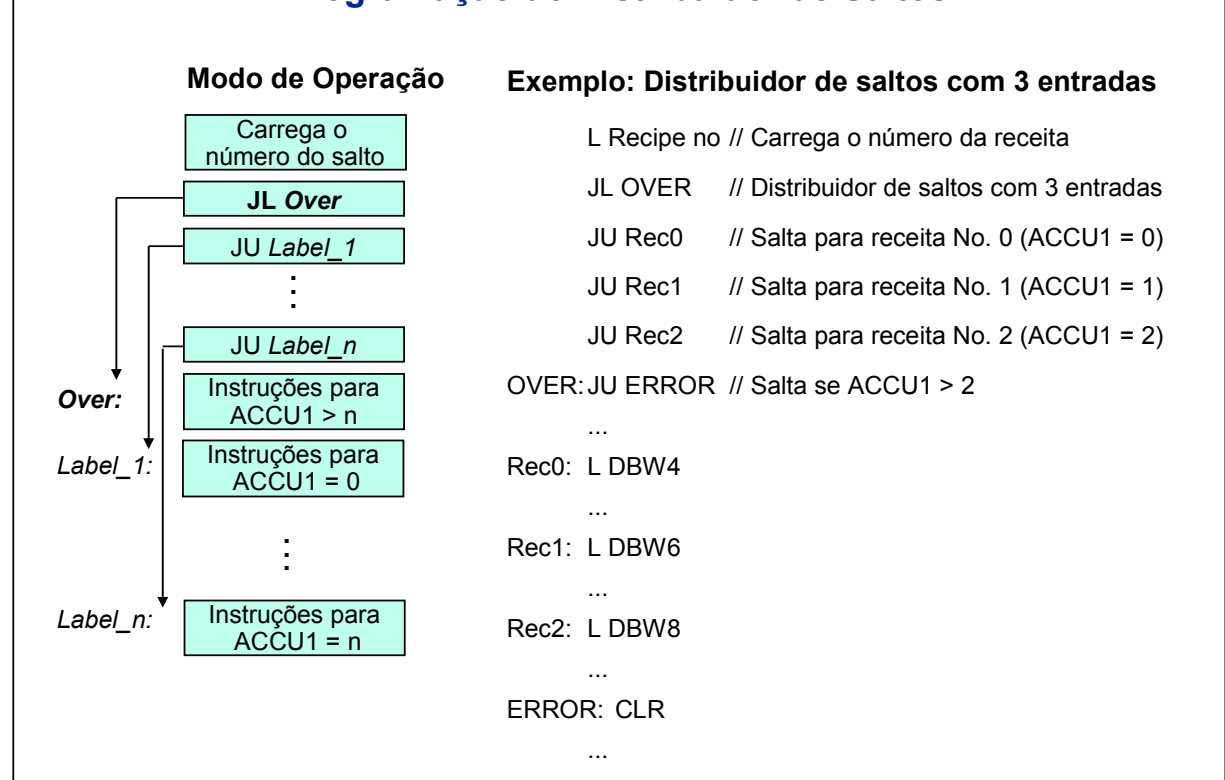 de Saltos
Modo de Operação
Carrega o
número do salto
JL Over
JU Label_1
⋮
JU Label_n
Over:
Instruções para
ACCU1 > n
Label_1:
Instruções para
ACCU1 = 0
⋮
Label_n:
Instruções para
ACCU1 = n
Exemplo: Distribuidor de saltos com 3 entradas
L Recipe no // Carrega o número da receita
JL OVER // Distribuidor de saltos com 3 entradas
JU Rec0 // Salta para receita No. 0 (ACCU1 = 0)
JU Rec1 // Salta para receita No. 1 (ACCU1 = 1)
JU Rec2 // Salta para receita No. 2 (ACCU1 = 2)
OVER: JU ERROR // Salta se ACCU1 > 2
...
Rec0: L DBW4
...
Rec1: L DBW6
...
Rec2: L DBW8
...
ERROR: CLR
...